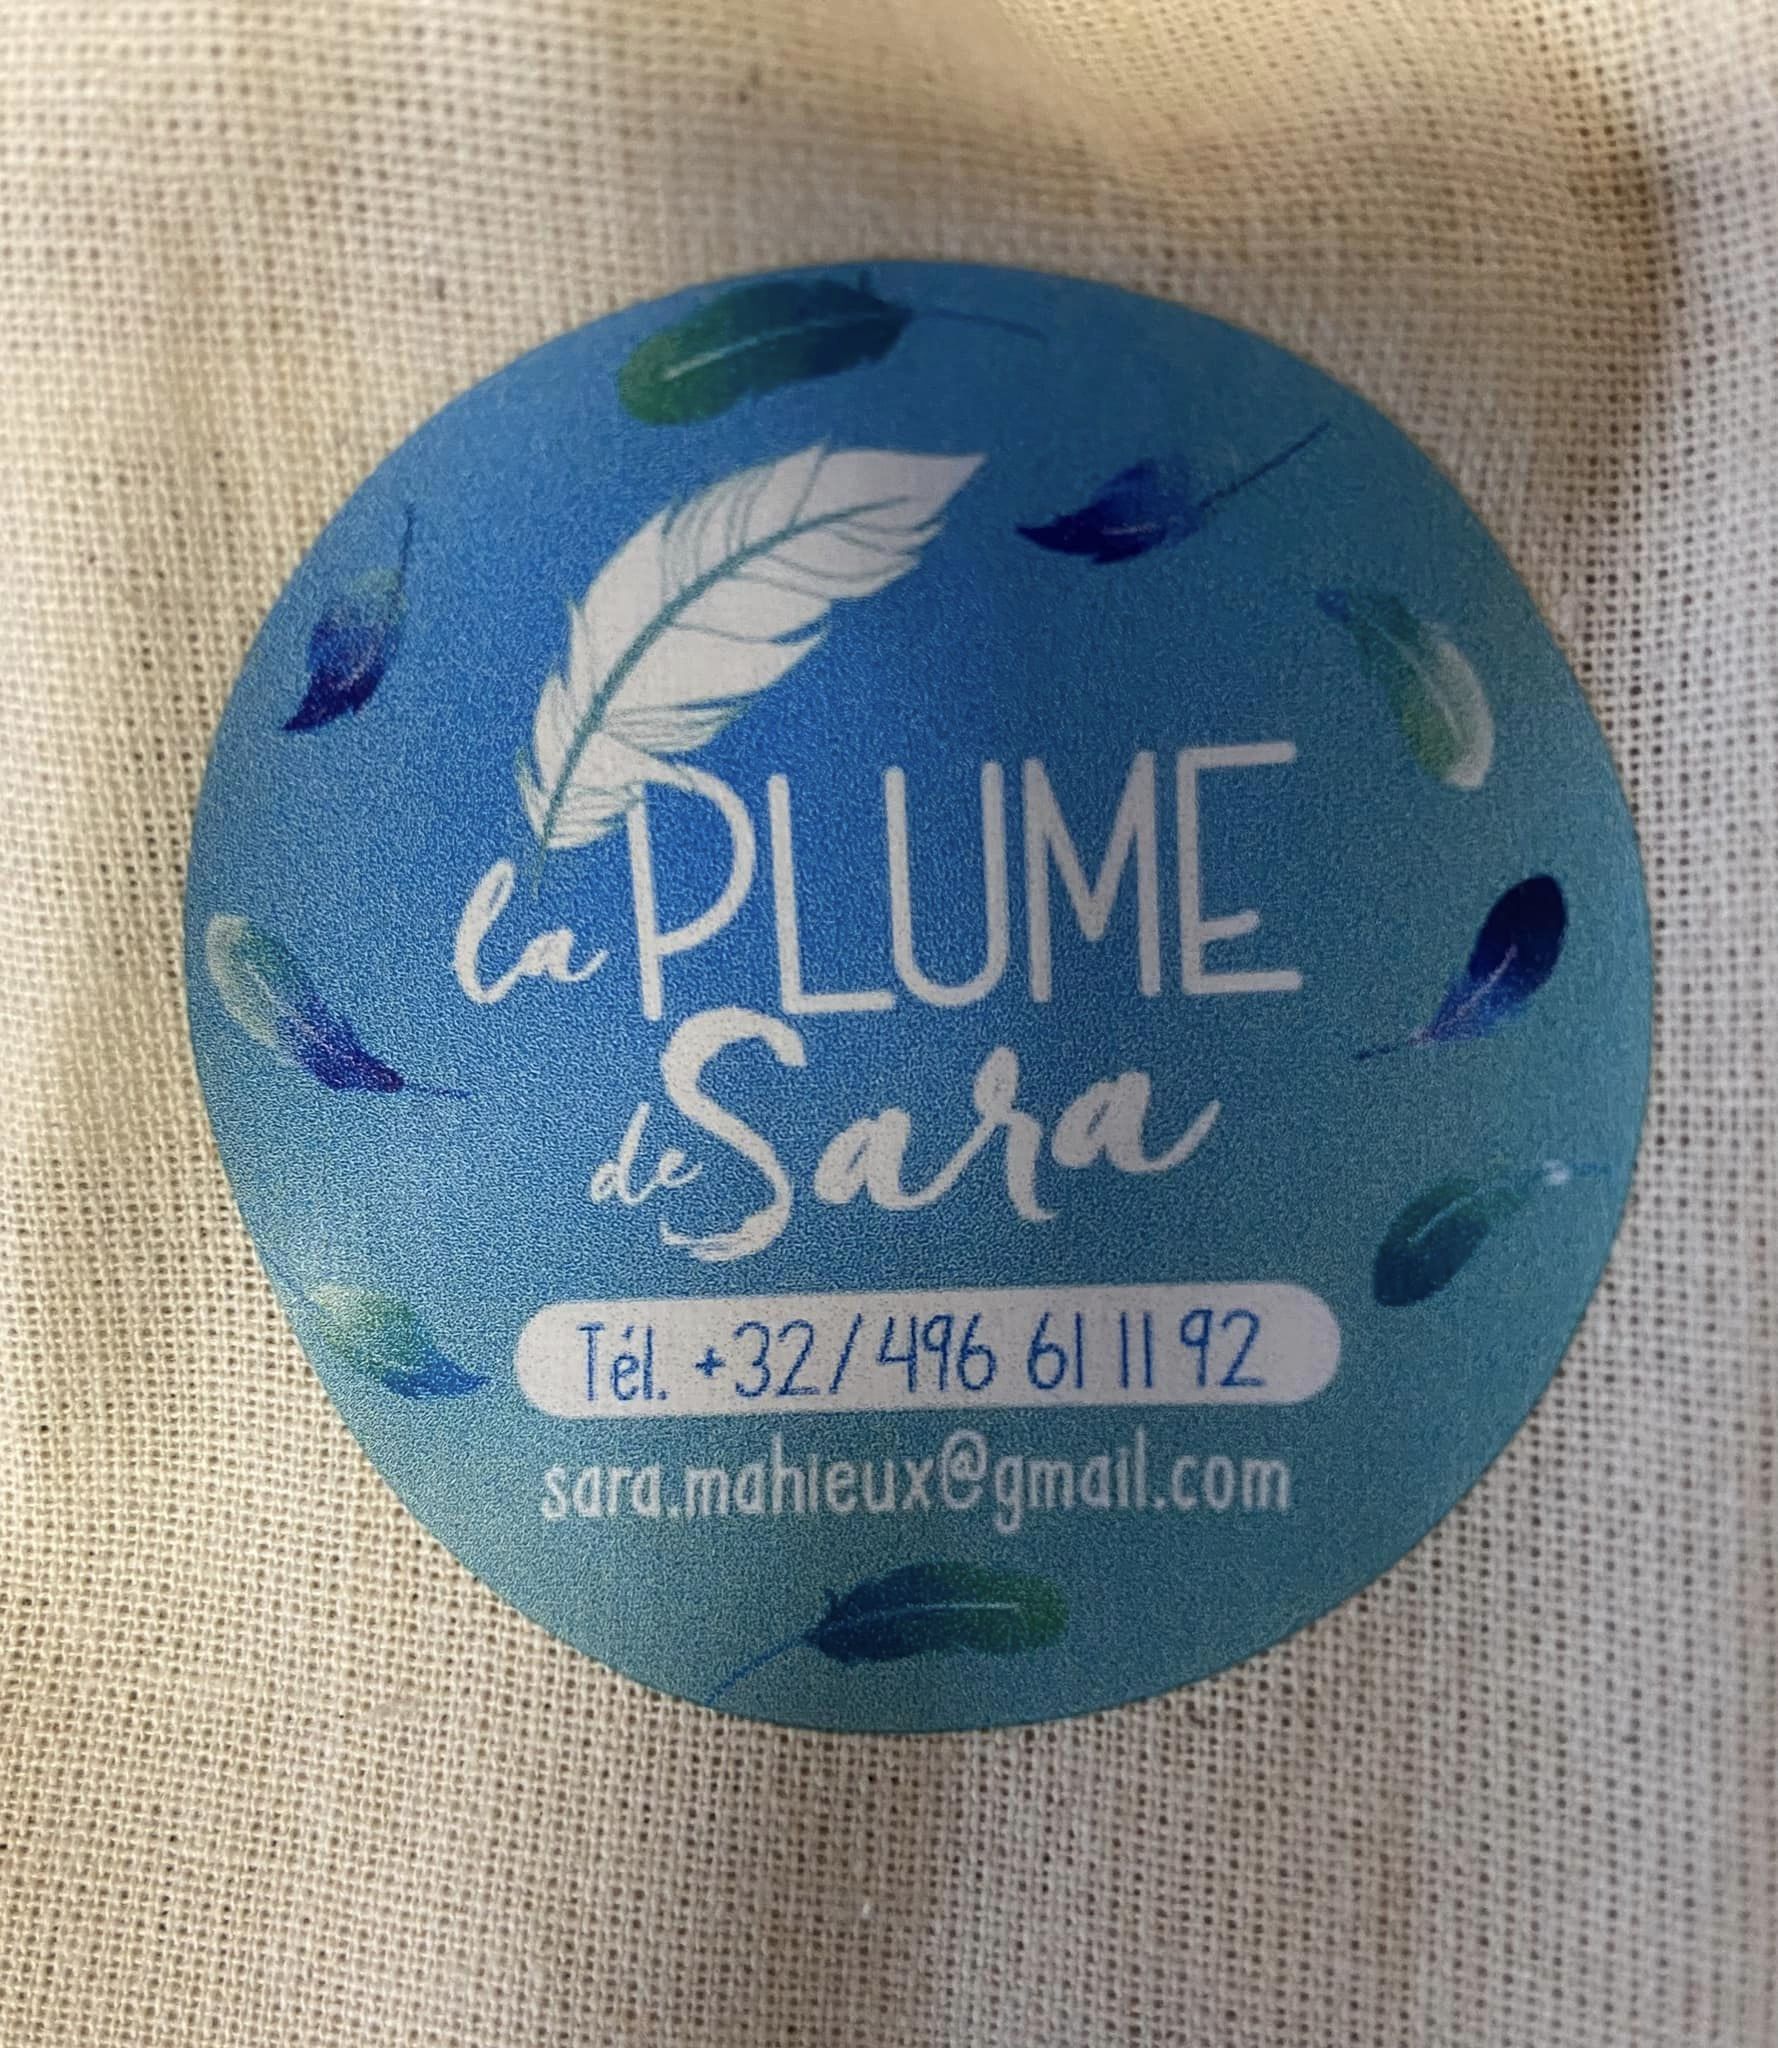 la PLUME
de Sara
Tél. +32/496 61 11 92
sara.mahieux@gmail.com